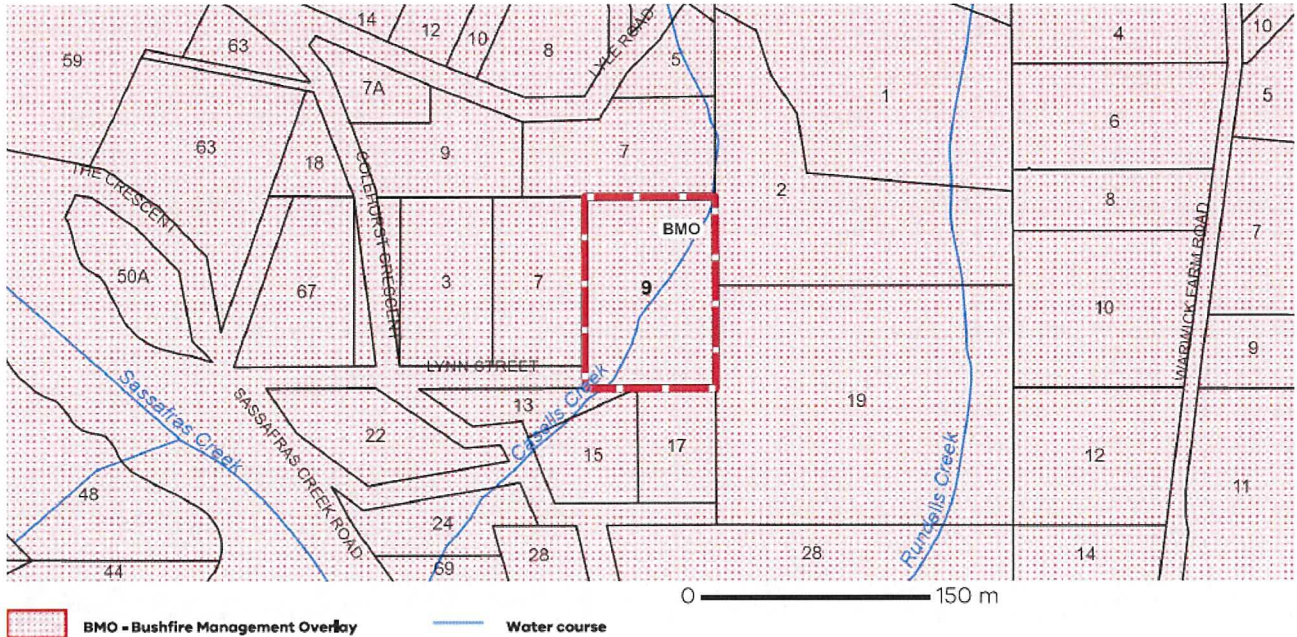 14
12
10
8
LYLE ROAD
5
59
63
7A
1
4
10
5
6
63
18
9
7
2
8
THE CRESCENT
COLEHURST CRESCENT
BMO
WARWICK FARM ROAD
7
50A
67
3
7
9
10
9
LYNN STREET
Sassafras Creek
SASSAFRAS CREEK ROAD
13
Casells Creek
19
22
15
17
12
11
48
24
Rundalls Creek
28
28
14
44
69
0 150 m
BMO - Bushfire Management Overlay
Water course